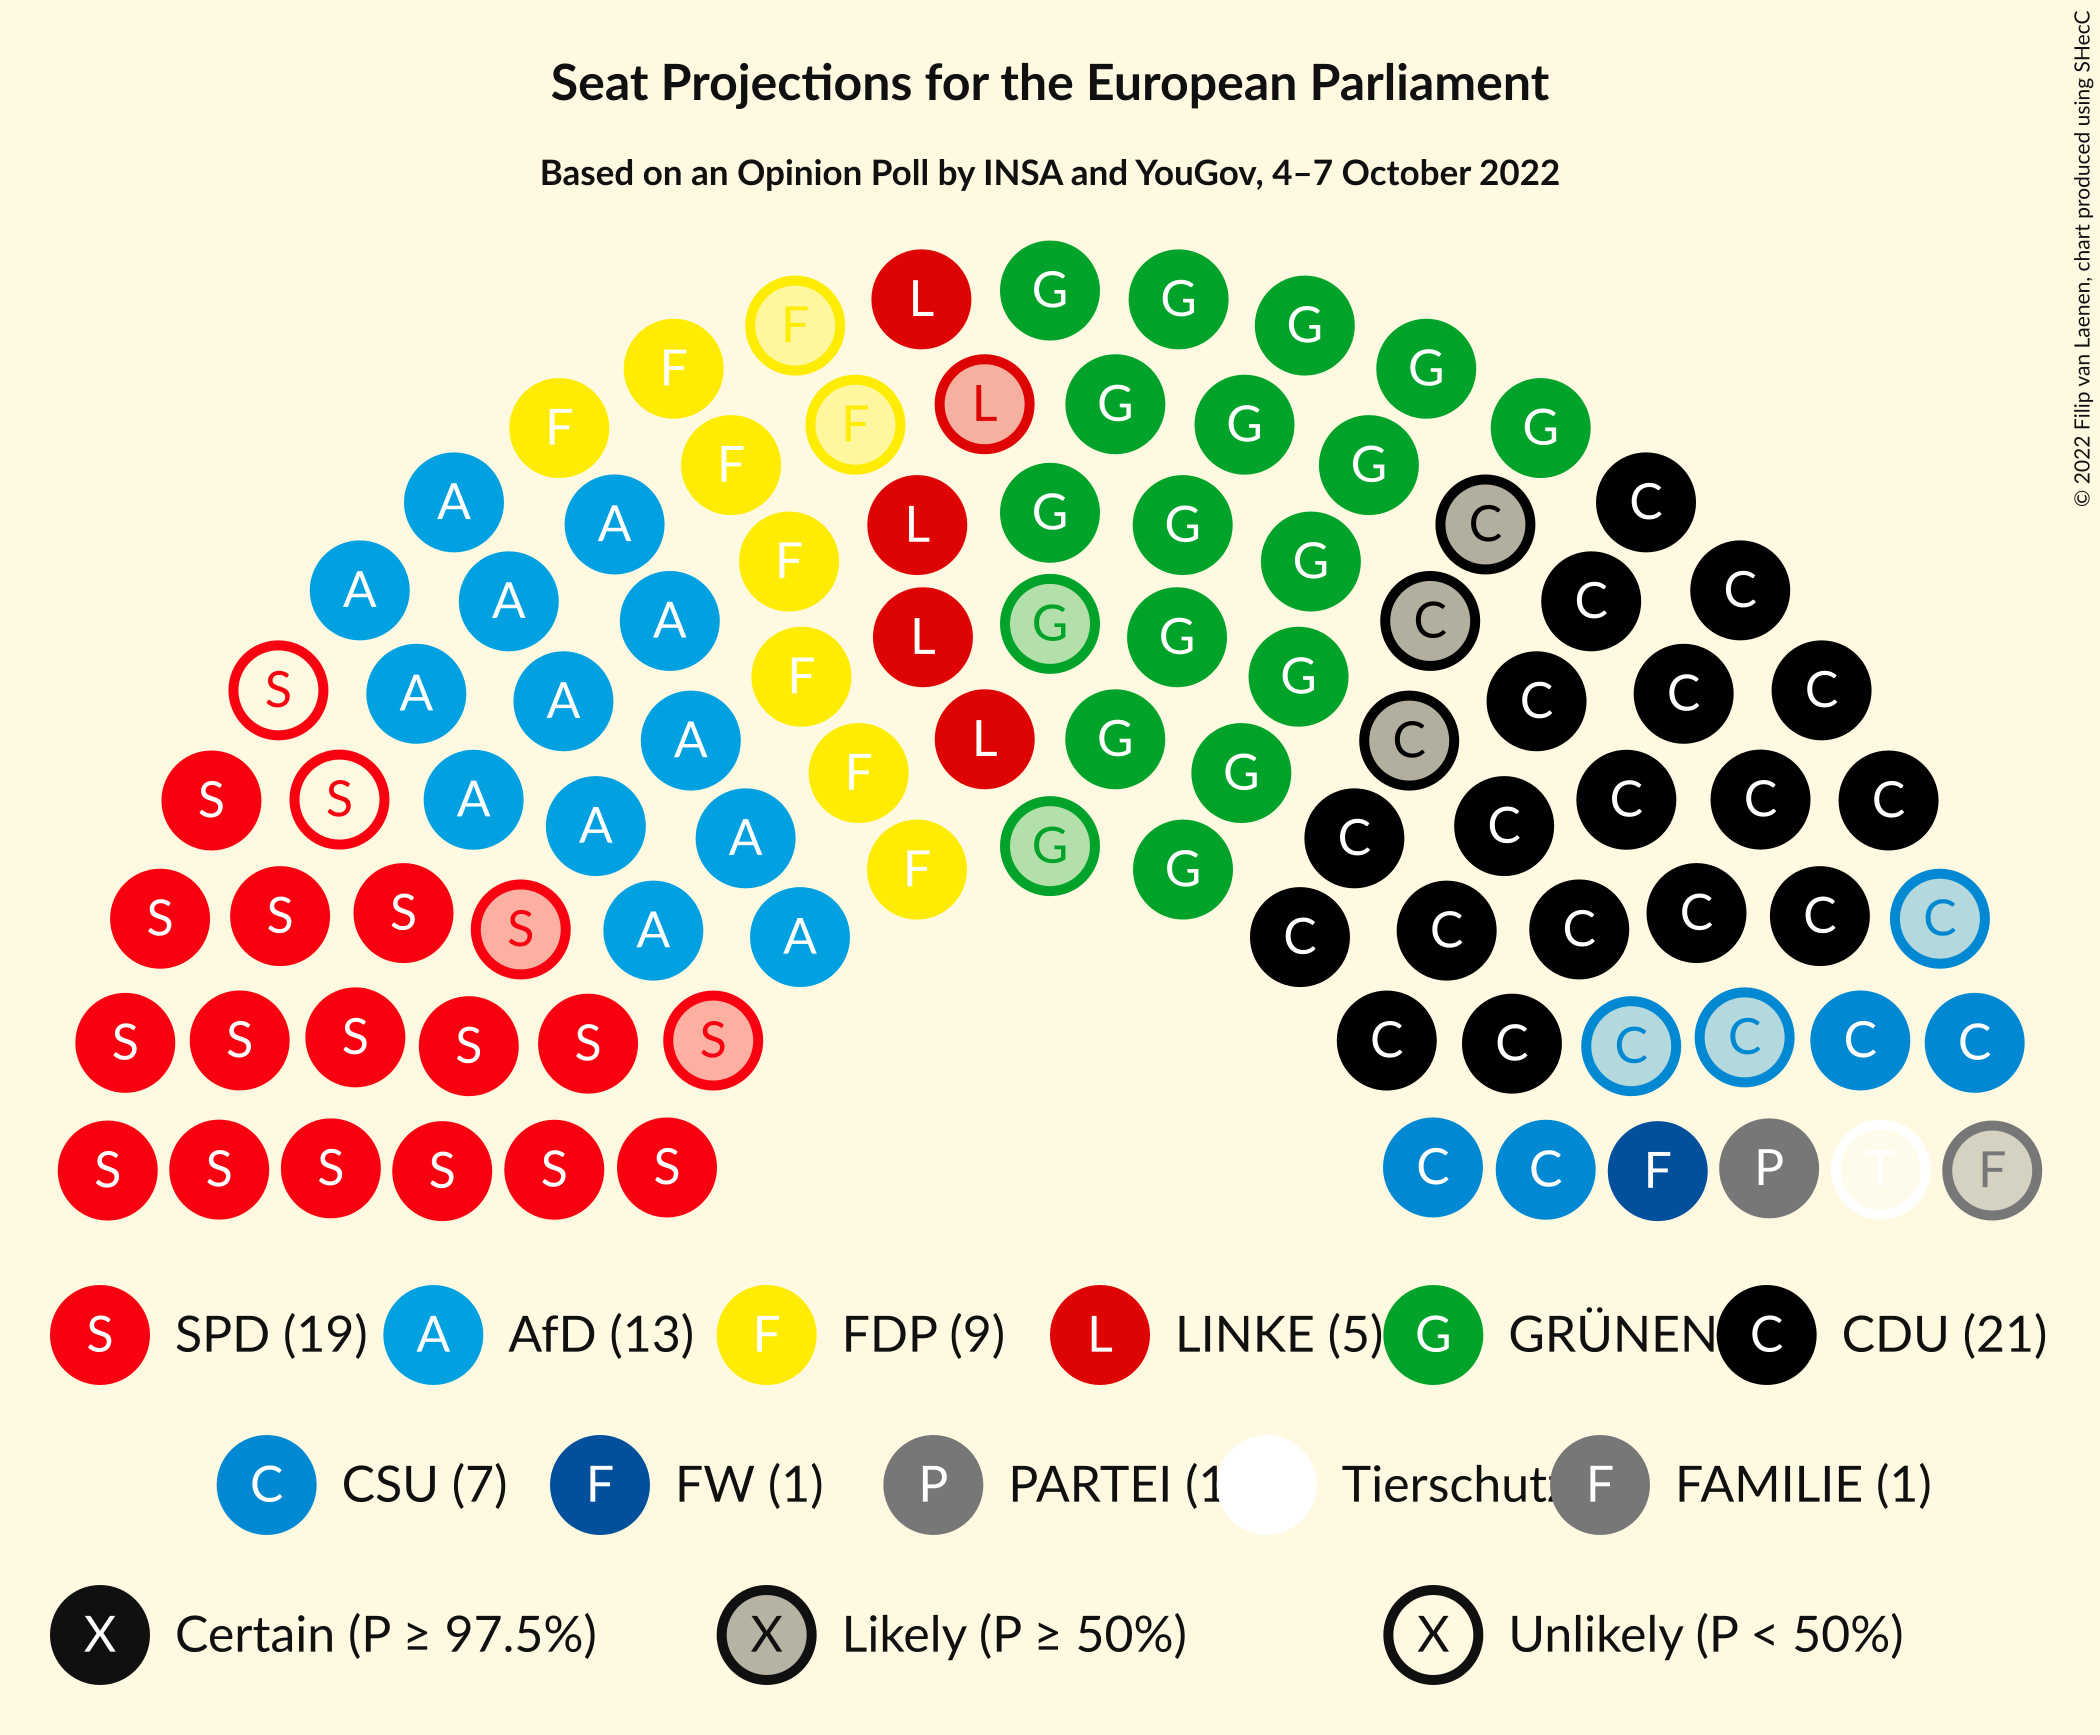 Seat Projections for the European Parliament
Based on an Opinion Poll by INSA and YouGov, 4–7 October 2022
© 2022 Filip van Laenen, chart produced using SHecC
L G G G
F F L G G G G
F F F L G G G C C
A A F L G G G C C C
A A A F L G G C C C C
S A A A F G G C C C C C
S S A A A F G G C C C C C
S S S S A A C C C C C C
S S S S S S C C C C C C
S S S S S S C C F P T F
S SPD (19) A AfD (13) F FDP (9) L LINKE (5) G GRÜNEN C CDU (21)
C CSU (7) F FW (1) P PARTEI (1 Tierschutz F FAMILIE (1)
X Certain (P ≥ 97.5%) X Likely (P ≥ 50%) X Unlikely (P < 50%)